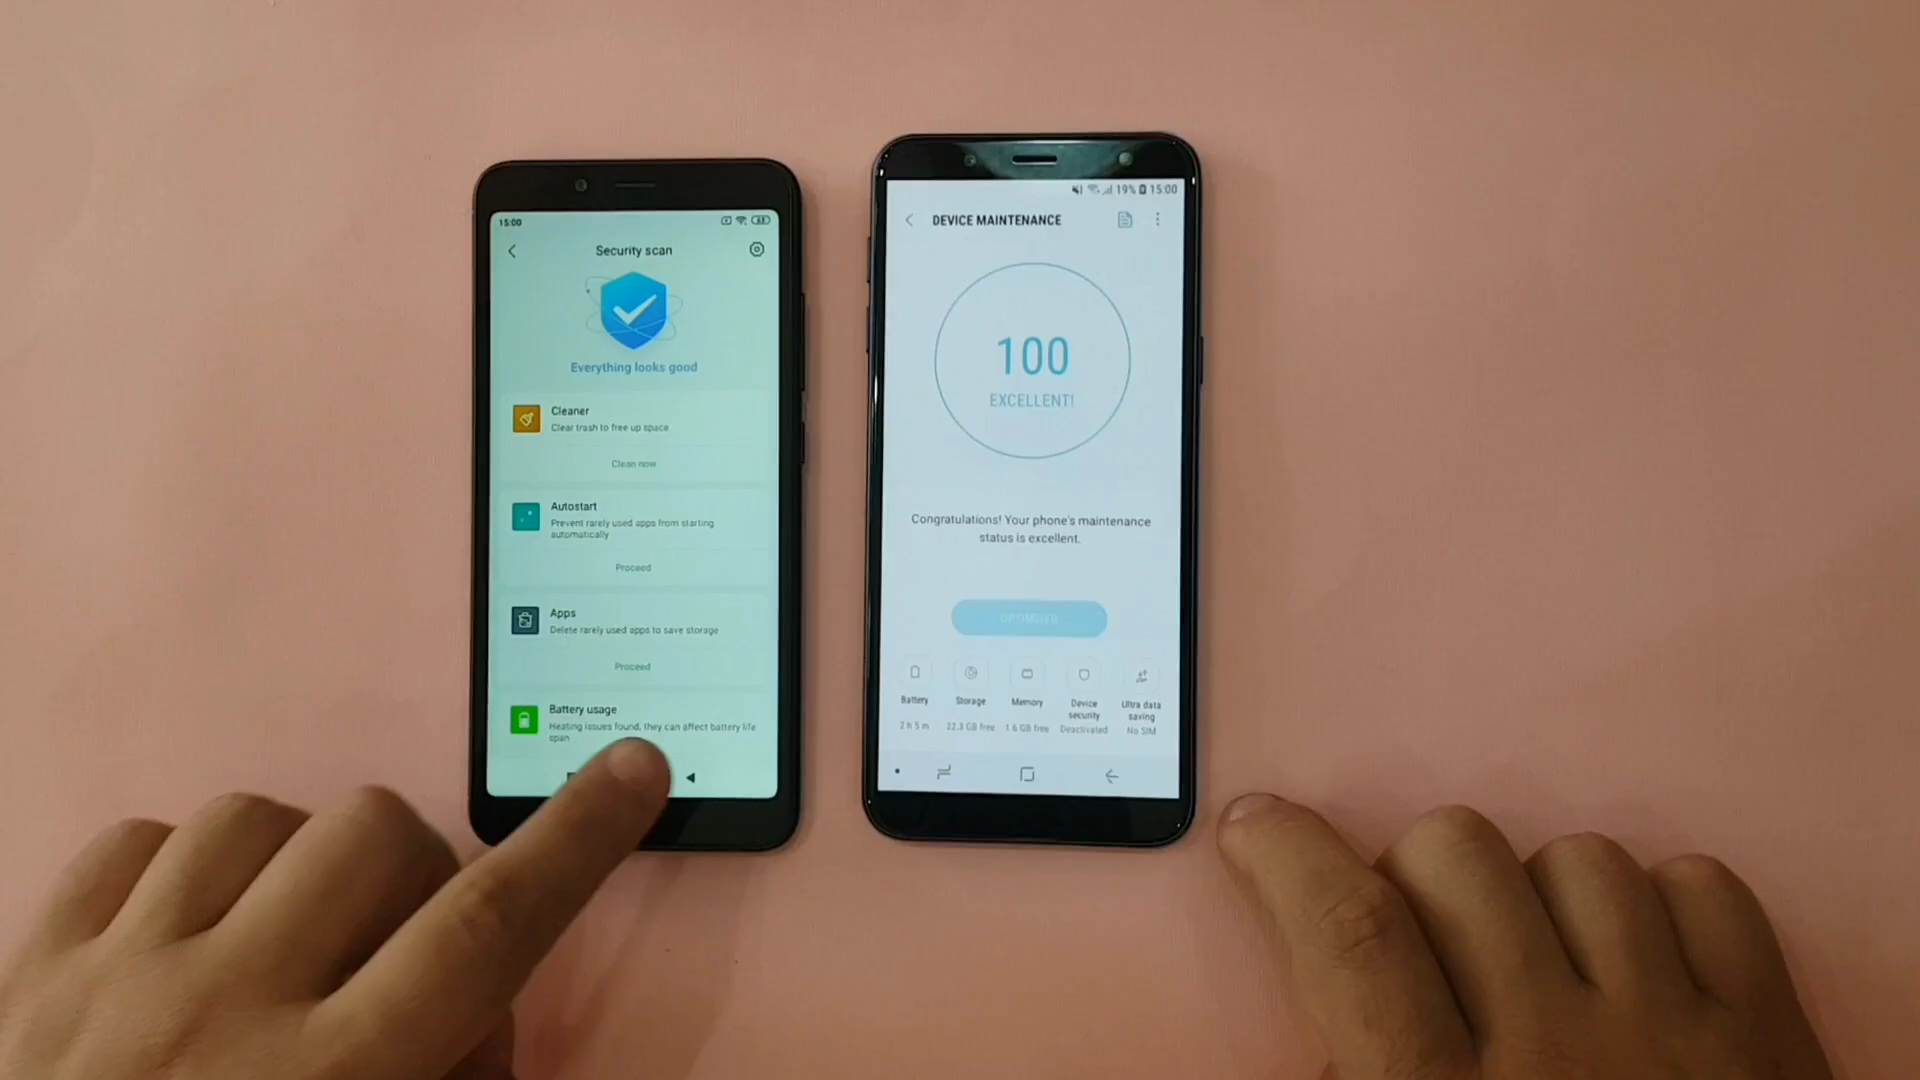 15:00
Security scan
Everything looks good
Cleaner
Clear trash to free up space
Clean now
Autostart
Prevent rarely used apps from starting
automatically
Proceed
Apps
Delete rarely used apps to save storage
Proceed
Battery usage
Heating issues found, they can affect battery life
span
19% 15:00
DEVICE MAINTENANCE
100
EXCELLENT!
Congratulations! Your phone's maintenance
status is excellent.
Battery
2 h 5 m
Storage
22.3 GB free
Memory
1.6 GB free
Device
security
Deactivated
Ultra data
saving
No SIM